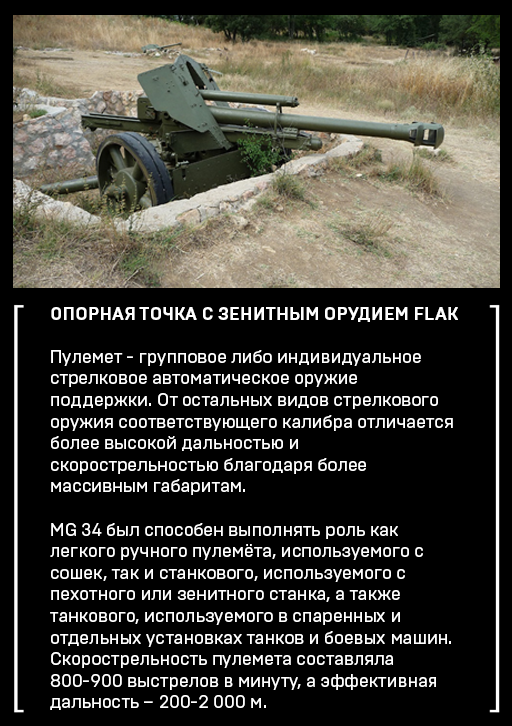 ОПОРНАЯ ТОЧКА С ЗЕНИТНЫМ ОРУДИЕМ FLAK
Пулемет - групповое либо индивидуальное
стрелковое автоматическое оружие
поддержки. От остальных видов стрелкового
оружия соответствующего калибра отличается
более высокой дальностью и
скорострельностью благодаря более
массивным габаритам.
MG 34 был способен выполнять роль как
легкого ручного пулемёта, используемого с
сошек, так и станкового, используемого с
пехотного или зенитного станка, а также
танкового, используемого в спаренных и
отдельных установках танков и боевых машин.
Скорострельность пулемета составляла
800-900 выстрелов в минуту, а эффективная
дальность – 200-2 000 м.